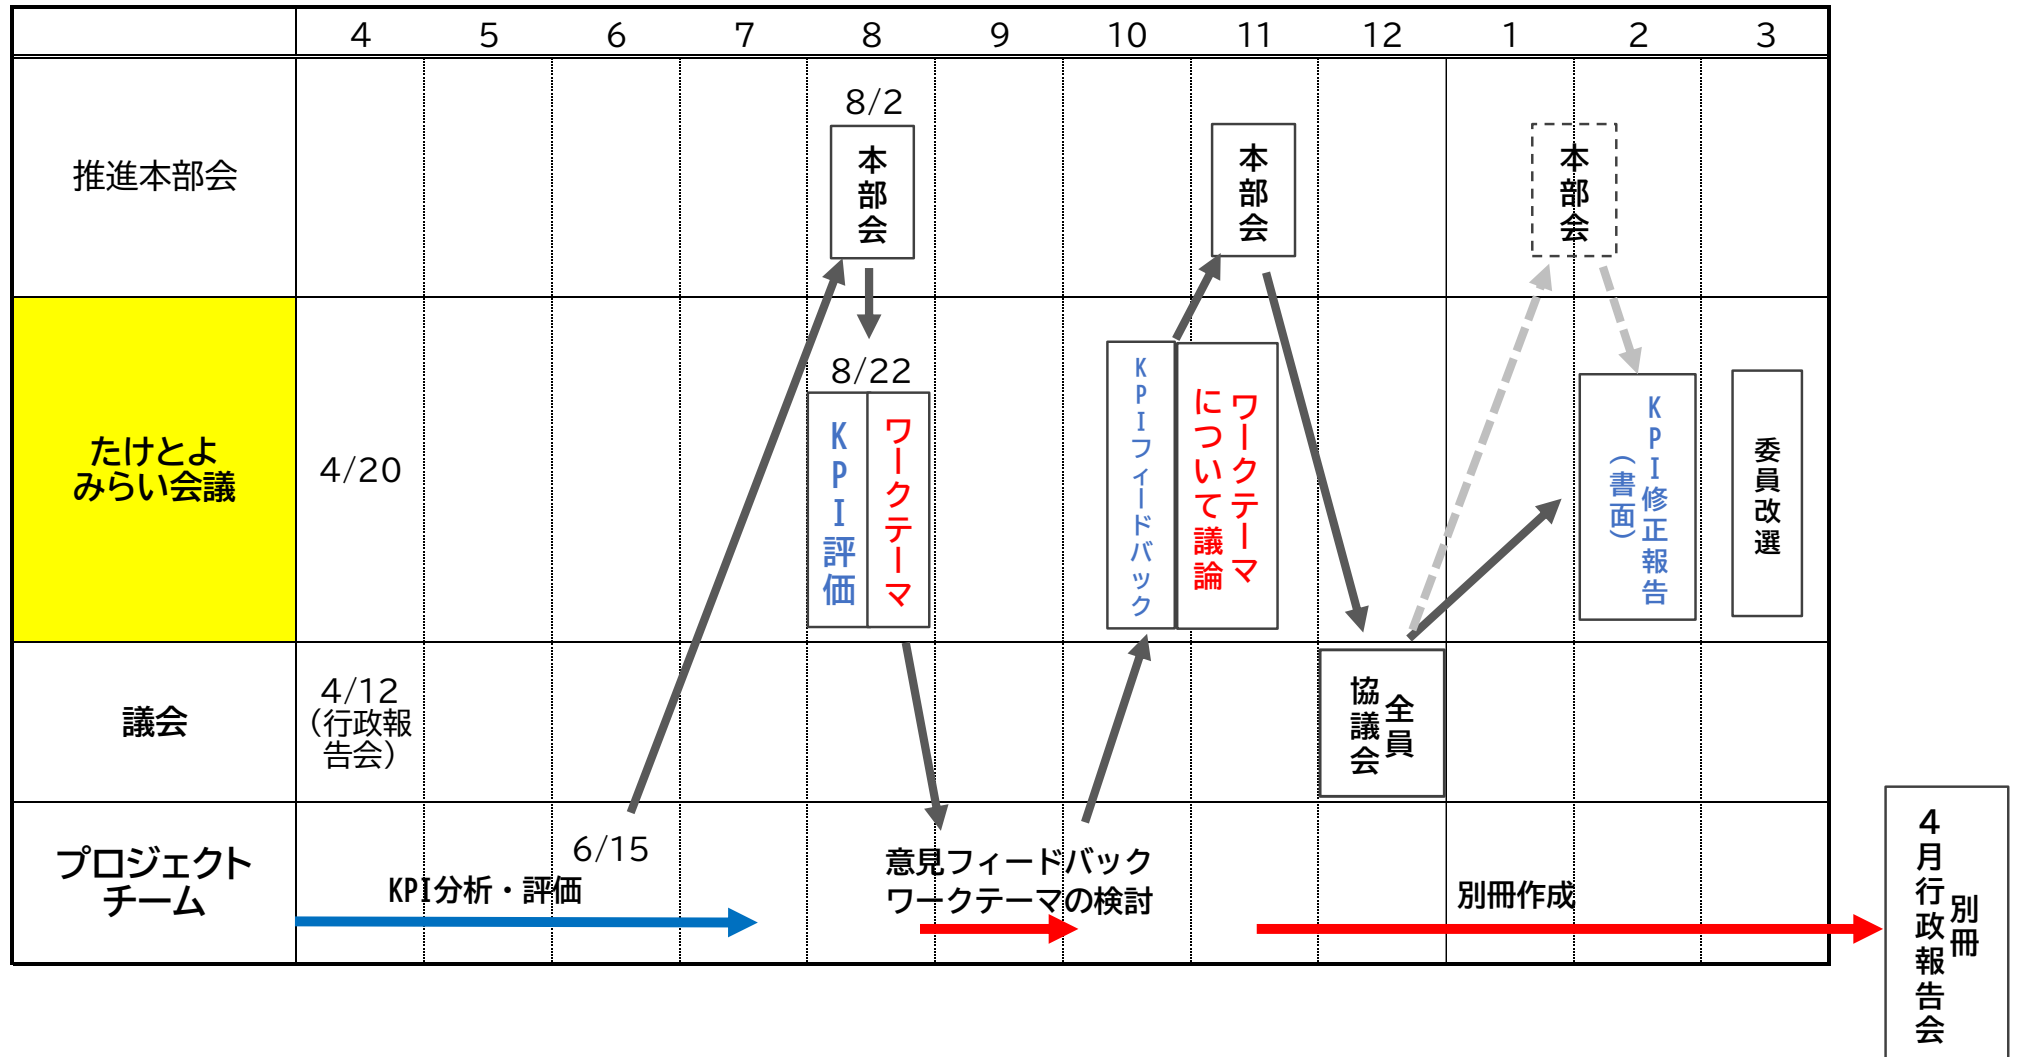 4 5 6 7 8 9 10 11 12 1 2 3
推進本部会
8/2
本部会
本部会
本部会
たけとよ
みらい会議
4/20
8/22
KPI評価
ワークテーマ
KPIフィードバック
ワークテーマ
について議論
KPI修正報告
（書面）
委員改選
議会
4/12
（行政報
告会）
全員
協議会
プロジェクト
チーム
6/15
KPI分析・評価
意見フィードバック
ワークテーマの検討
別冊作成
別冊
4月行政報告会